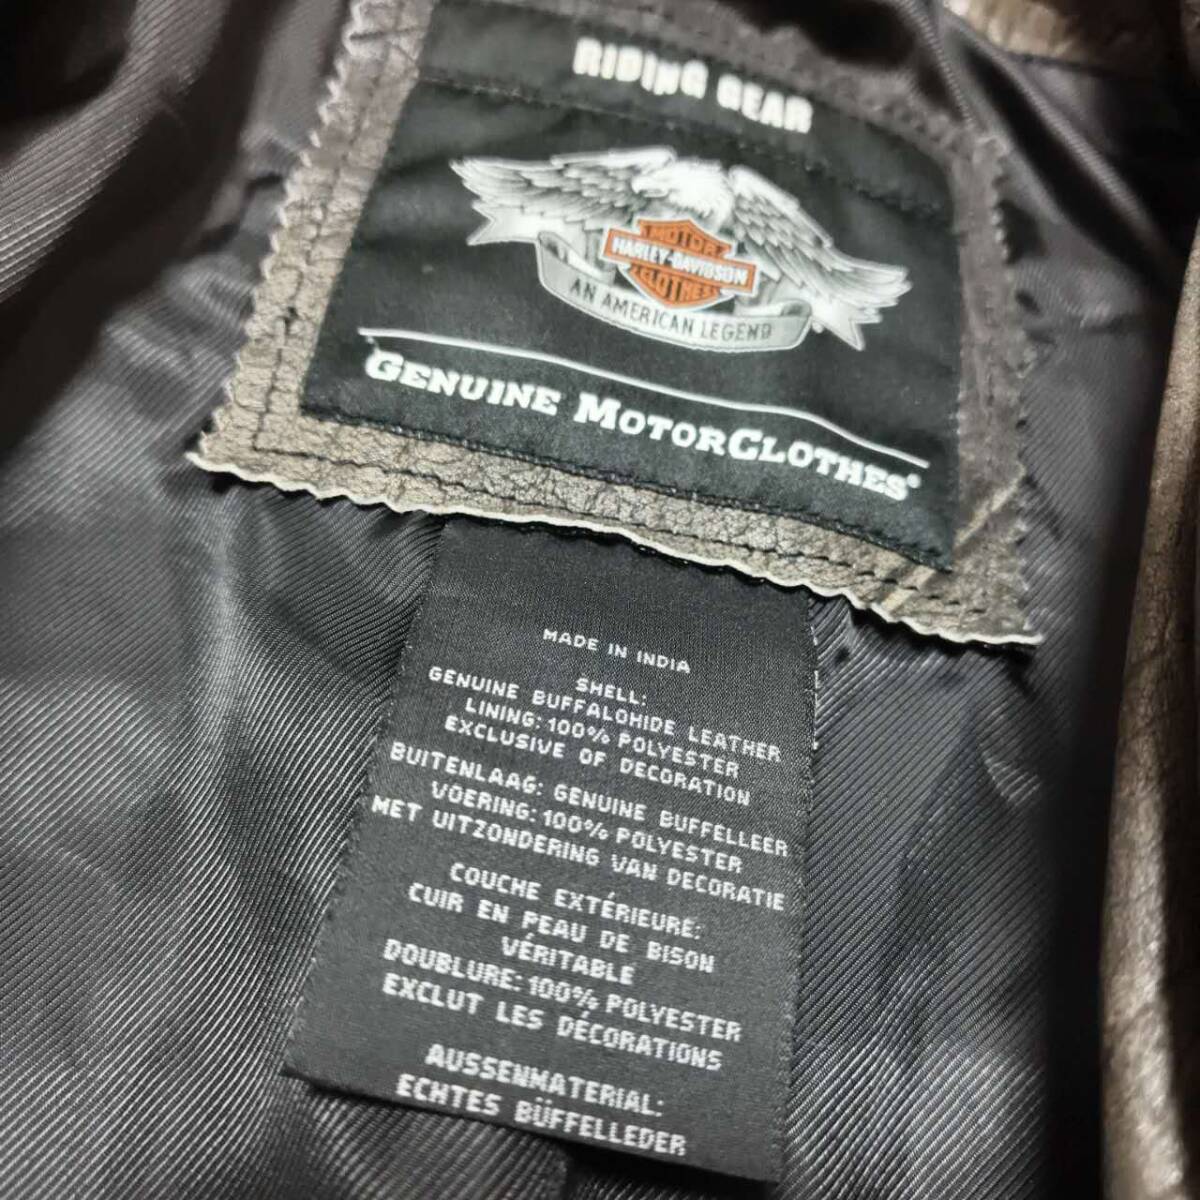 RIDING GEAR
MOTOR
HARLEY-DAVIDSON
CLOTHES
AN AMERICAN LEGEND
GENUINE MOTORCLOTHES®
MADE IN INDIA
SHELL:
GENUINE BUFFALOHIDE LEATHER
LINING: 100% POLYESTER
EXCLUSIVE OF DECORATION
BUITENLAAG: GENUINE BUFFELLEER
VOERING: 100% POLYESTER
MET UITZONDERING VAN DECORATIE
COUCHE EXTÉRIEURE:
CUIR EN PEAU DE BISON
VÉRITABLE
DOUBLURE: 100% POLYESTER
EXCLUT LES DÉCORATIONS
AUSSENMATERIAL:
ECHTES BÜFFELLEDER